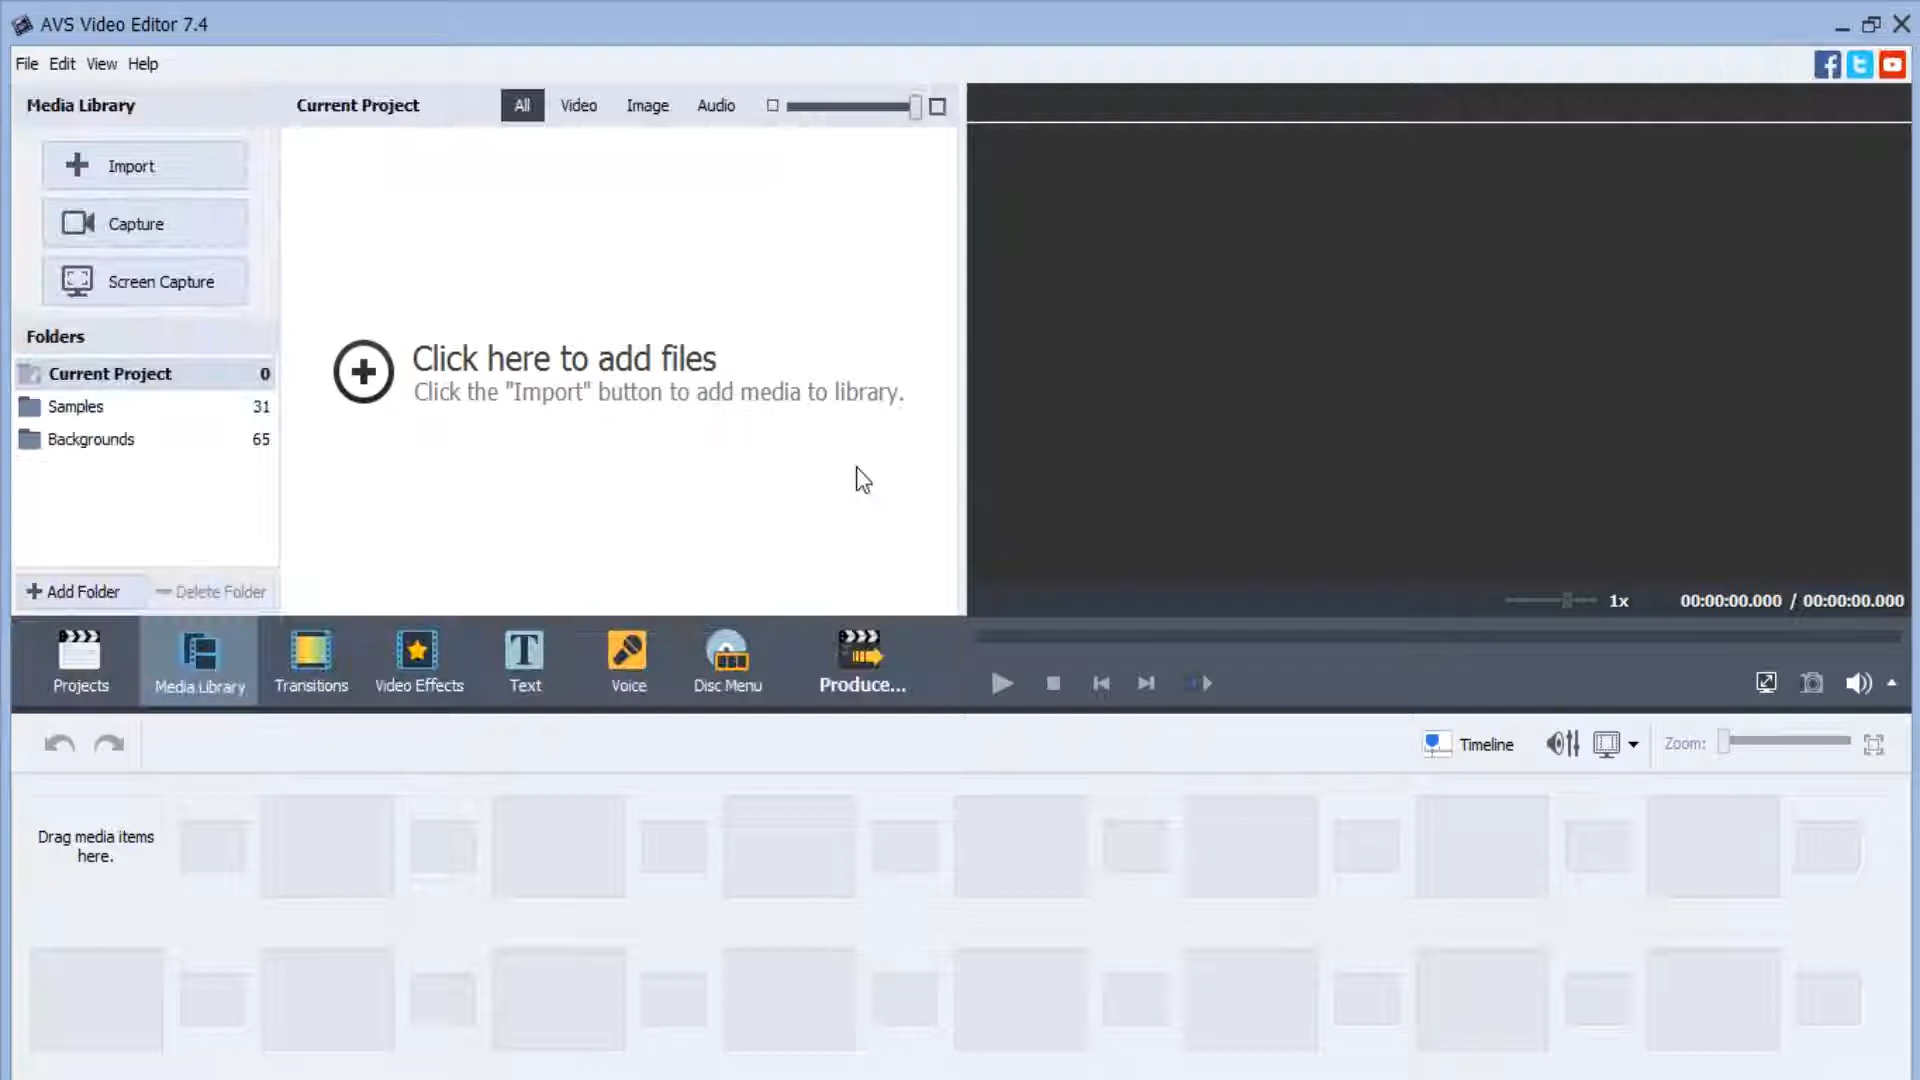 AVS Video Editor 7.4
File Edit View Help
Media Library
Current Project
All Video Image Audio
Import
Capture
Screen Capture
Folders
Current Project 0
Samples 31
Backgrounds 65
+ Add Folder
Delete Folder
Click here to add files
Click the "Import" button to add media to library.
1x
00:00:00.000 / 00:00:00.000
Projects
Media Library
Transitions
Video Effects
Text
Voice
Disc Menu
Produce...
Timeline
Zoom:
Drag media items
here.